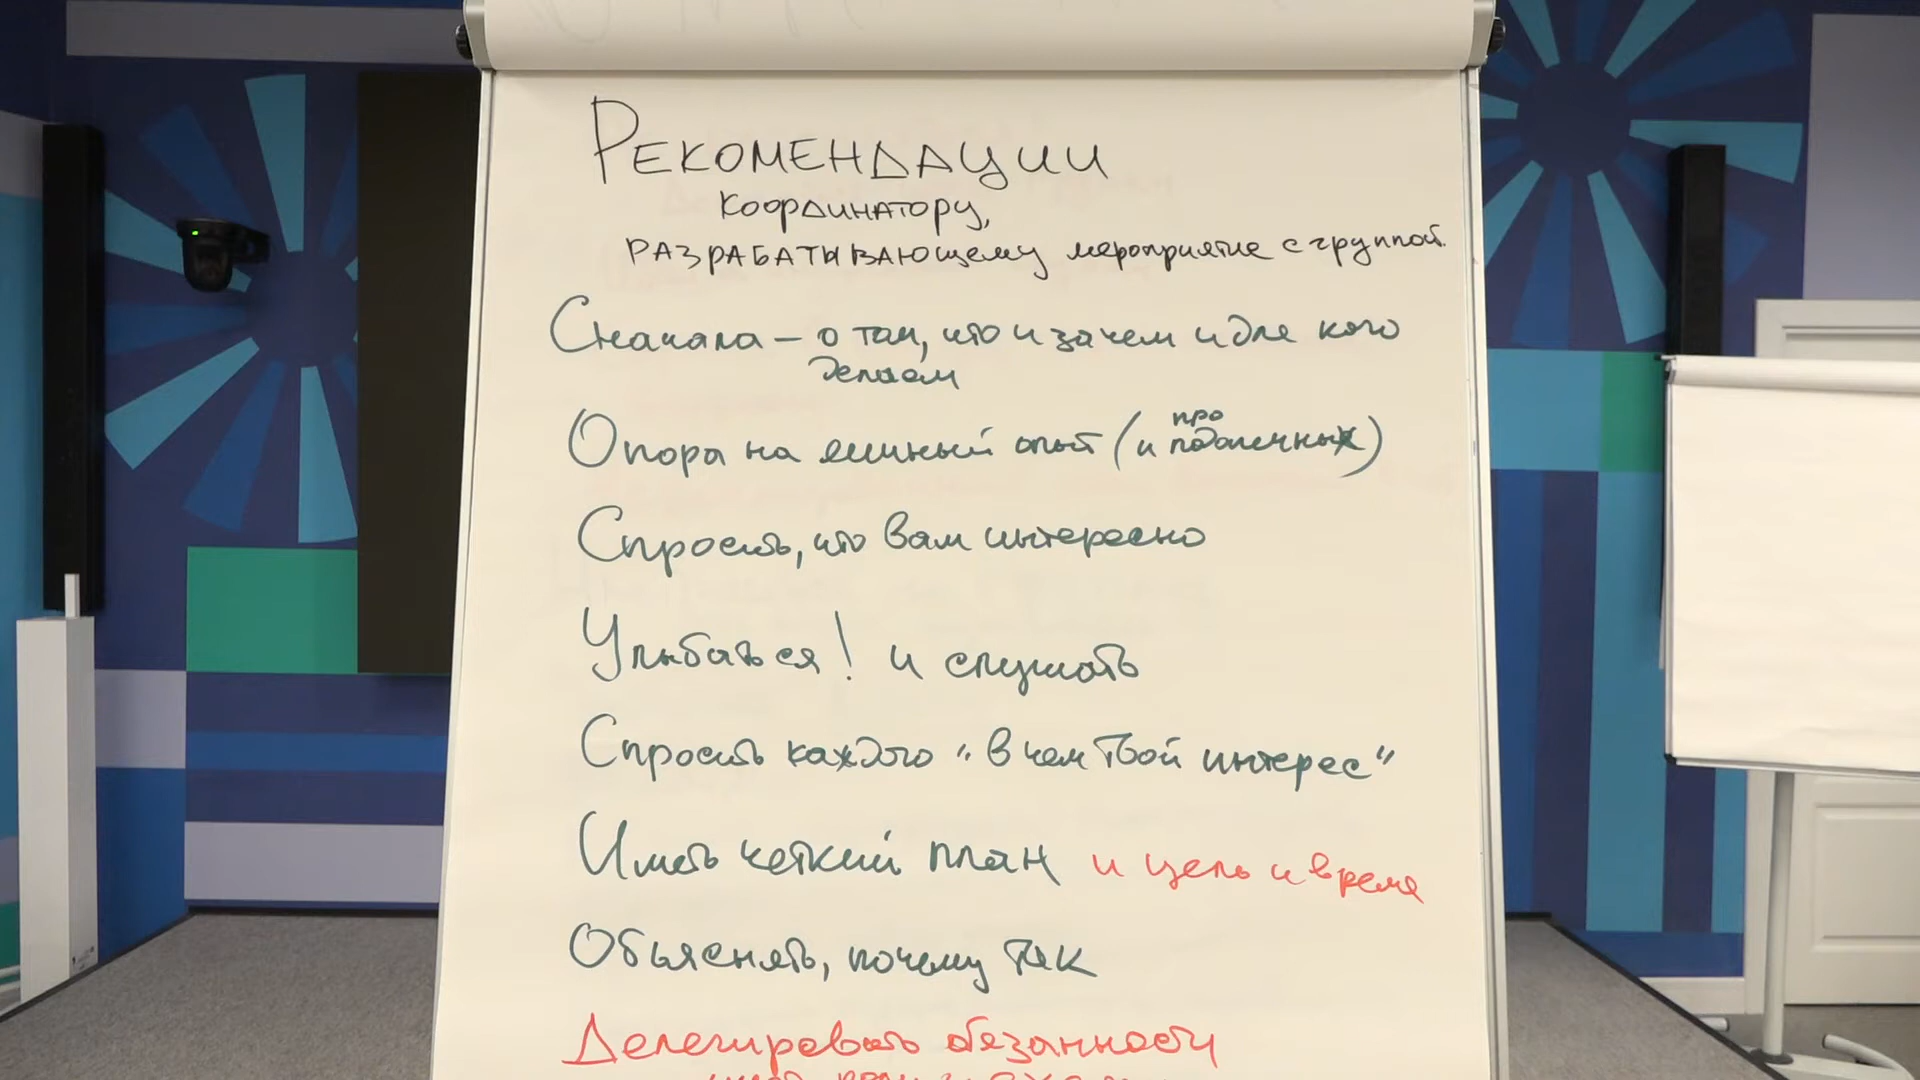 РЕКОМЕНДАЦИИ
КООРДИНАТОРУ,
РАЗРАБАТЫВАЮЩЕМУ мероприятие с группой.
Сначала – о том, что и зачем и для кого
делаем
про
Опора на личный опыт (и подопечных)
Спросить, что вам интересно
Улыбаться! и слушать
Спросить каждого "в чем твой интерес"
Иметь четкий план и цель и время
Объяснять, почему так
Делегировать обязанности